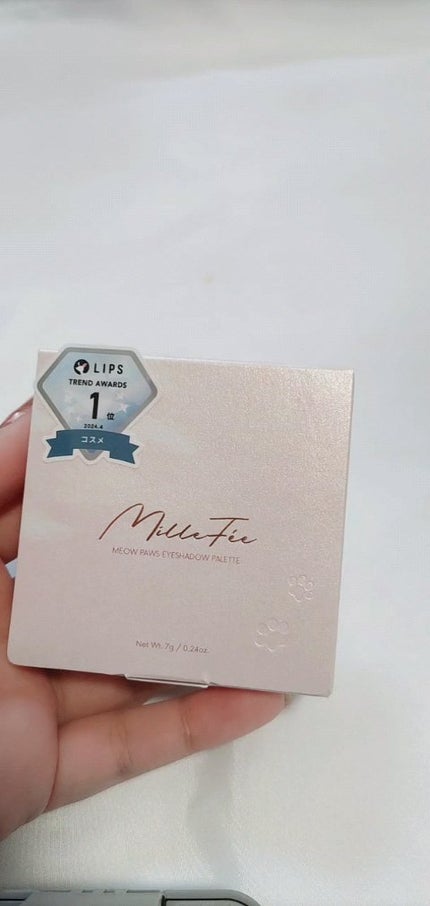 LIPS
TREND AWARDS
1位
2024.4
コスメ
MilleFée
MEOW PAWS EYESHADOW PALETTE
Net Wt. 7g / 0.24oz.